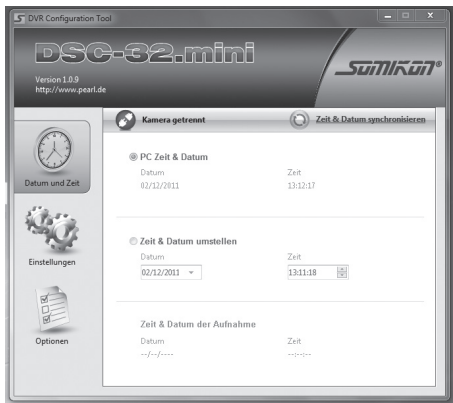 DVR Configuration Tool
DSC-32.mini
SOMIKON®
Version 1.0.9
http://www.pearl.de
Kamera getrennt
Zeit & Datum synchronisieren
Datum und Zeit
Einstellungen
Optionen
PC Zeit & Datum
Datum Zeit
02/12/2011 13:12:17
Zeit & Datum umstellen
Datum Zeit
02/12/2011 13:11:18
Zeit & Datum der Aufnahme
Datum Zeit
--/--/---- --:--:--